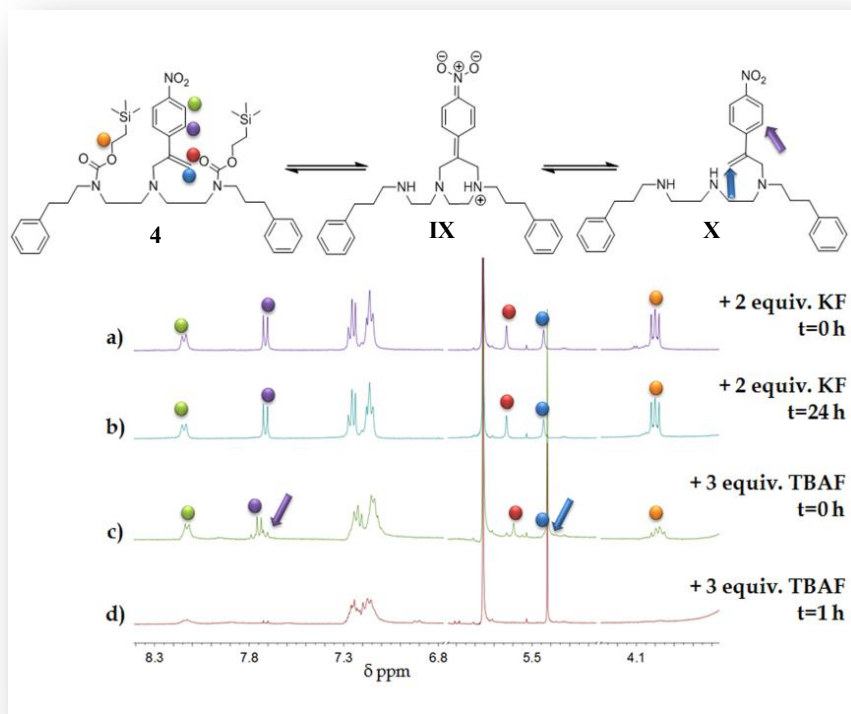 NO₂
Si
O
O
N
N
O
O
N
Si
4
⊖ ⊕ ⊖
O N O
NH
N
HN
⊕
IX
NO₂
NH
H
N
N
X
+ 2 equiv. KF
t=0 h
a)
+ 2 equiv. KF
t=24 h
b)
+ 3 equiv. TBAF
t=0 h
c)
+ 3 equiv. TBAF
t=1 h
d)
8.3 7.8 7.3 6.8 5.5 4.1
δ ppm